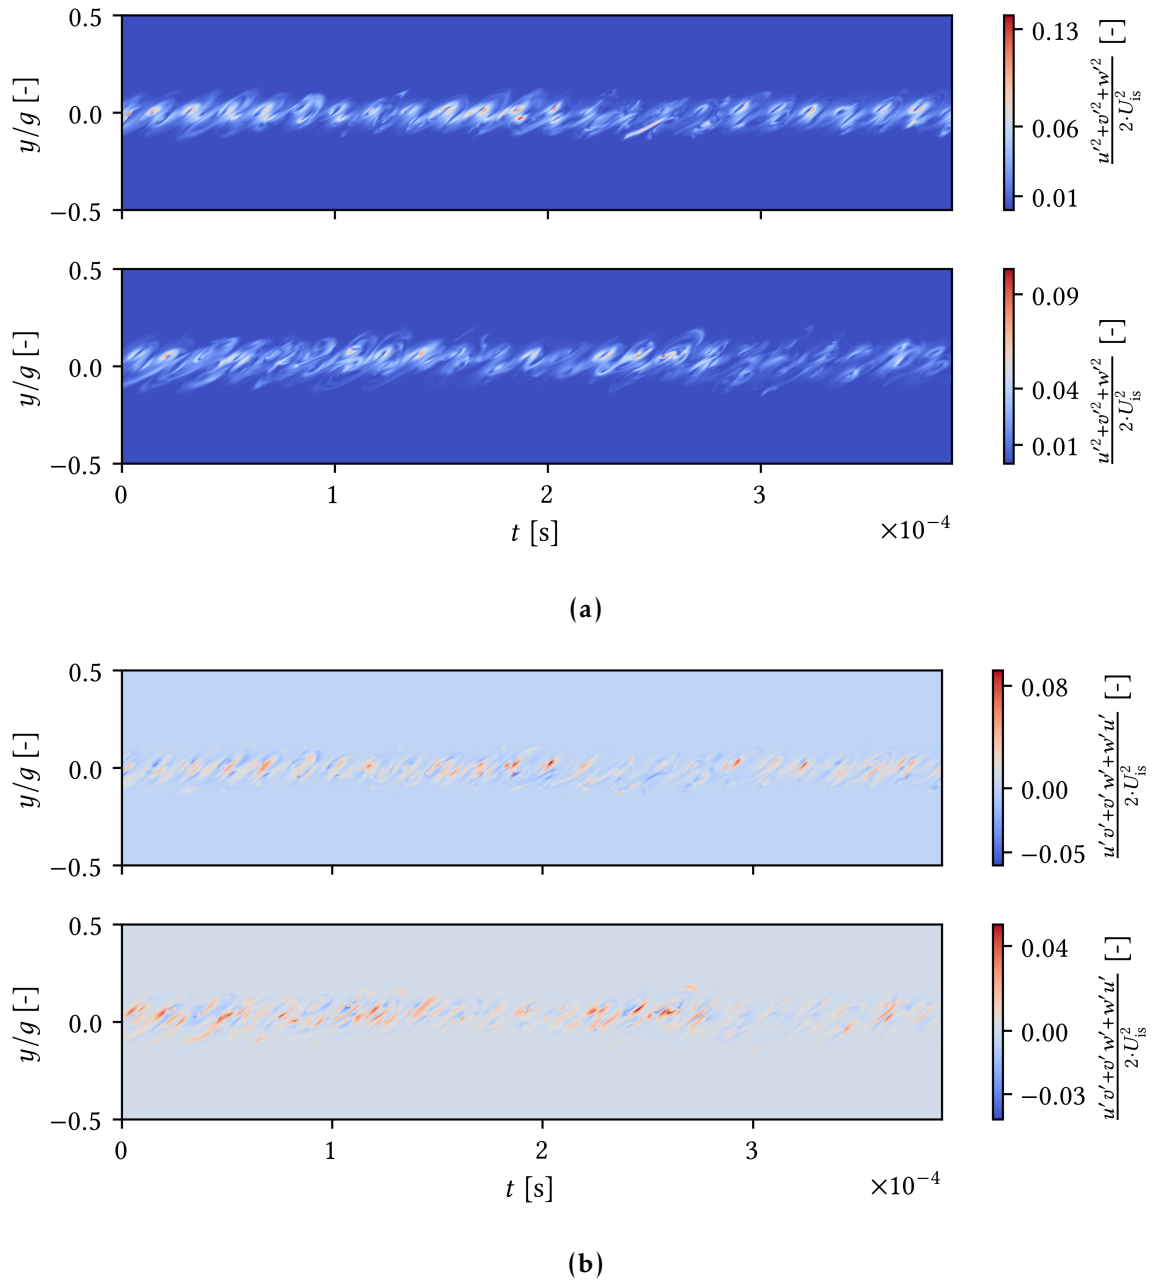 0.5
0.0
−0.5
y/g [-]
0.13
0.06
0.01
u′²+v′²+w′² / 2·U²is [-]
0.5
0.0
−0.5
y/g [-]
0.09
0.04
0.01
u′²+v′²+w′² / 2·U²is [-]
0 1 2 3
t [s] ×10⁻⁴
(a)
0.5
0.0
−0.5
y/g [-]
0.08
0.00
−0.05
u′v′+v′w′+w′u′ / 2·U²is [-]
0.5
0.0
−0.5
y/g [-]
0.04
0.00
−0.03
u′v′+v′w′+w′u′ / 2·U²is [-]
0 1 2 3
t [s] ×10⁻⁴
(b)